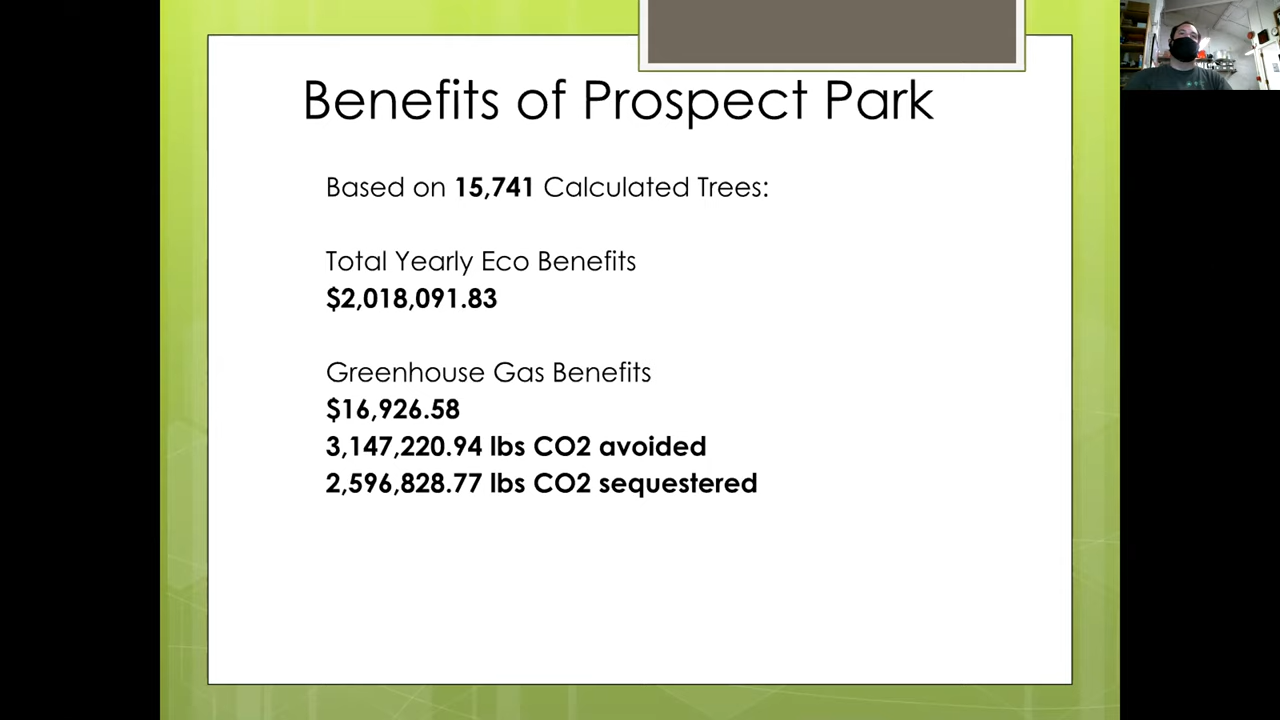 Benefits of Prospect Park
Based on 15,741 Calculated Trees:
Total Yearly Eco Benefits
$2,018,091.83
Greenhouse Gas Benefits
$16,926.58
3,147,220.94 lbs CO2 avoided
2,596,828.77 lbs CO2 sequestered